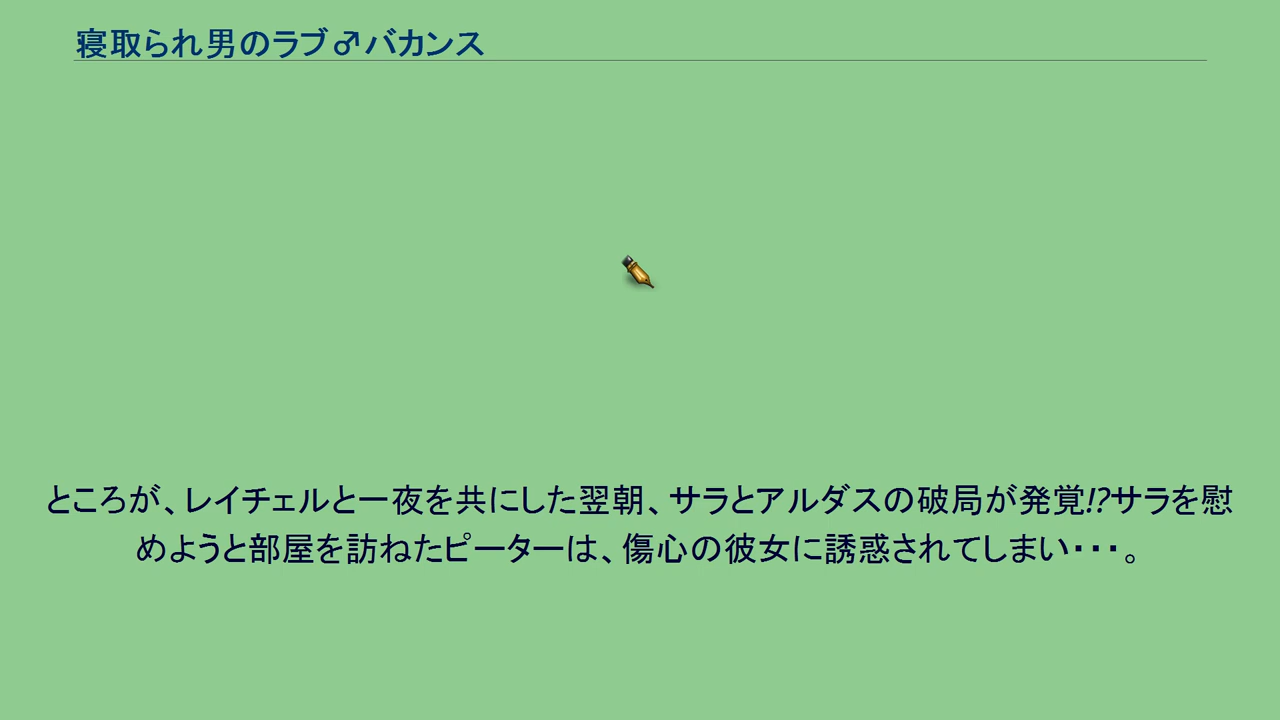 寝取られ男のラブ♂バカンス
ところが、レイチェルと一夜を共にした翌朝、サラとアルダスの破局が発覚!?サラを慰
めようと部屋を訪ねたピーターは、傷心の彼女に誘惑されてしまい・・・。